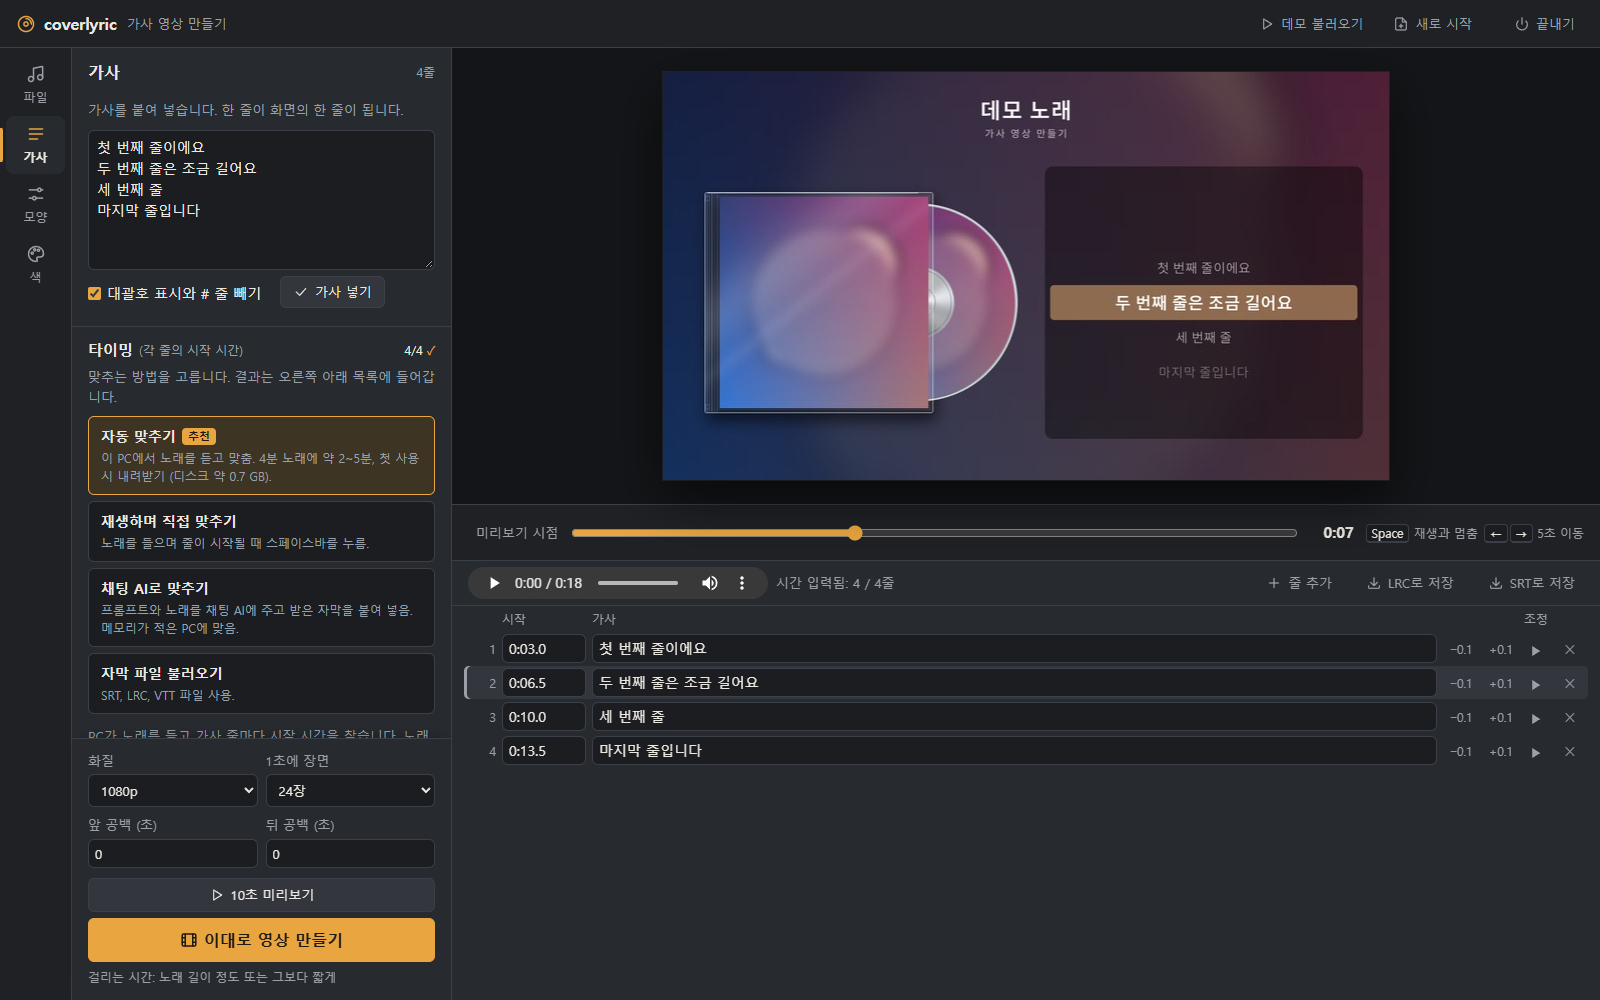 coverlyric 가사 영상 만들기
데모 불러오기
새로 시작
끝내기
파일
가사
모양
색
가사
4줄
가사를 붙여 넣습니다. 한 줄이 화면의 한 줄이 됩니다.
첫 번째 줄이에요
두 번째 줄은 조금 길어요
세 번째 줄
마지막 줄입니다
대괄호 표시와 # 줄 빼기
가사 넣기
타이밍 (각 줄의 시작 시간)
4/4 ✓
맞추는 방법을 고릅니다. 결과는 오른쪽 아래 목록에 들어갑
니다.
자동 맞추기 추천
이 PC에서 노래를 듣고 맞춤. 4분 노래에 약 2~5분, 첫 사용
시 내려받기 (디스크 약 0.7 GB).
재생하며 직접 맞추기
노래를 들으며 줄이 시작될 때 스페이스바를 누름.
채팅 AI로 맞추기
프롬프트와 노래를 채팅 AI에 주고 받은 자막을 붙여 넣음.
메모리가 적은 PC에 맞음.
자막 파일 불러오기
SRT, LRC, VTT 파일 사용.
PC가 노래를 듣고 가사 줄마다 시작 시간을 찾습니다. 노래
화질
1초에 장면
1080p
24장
앞 공백 (초)
뒤 공백 (초)
0
0
10초 미리보기
이대로 영상 만들기
걸리는 시간: 노래 길이 정도 또는 그보다 짧게
데모 노래
가사 영상 만들기
첫 번째 줄이에요
두 번째 줄은 조금 길어요
세 번째 줄
마지막 줄입니다
미리보기 시점
0:07
Space 재생과 멈춤 ← → 5초 이동
0:00 / 0:18
시간 입력됨: 4 / 4줄
줄 추가
LRC로 저장
SRT로 저장
시작 가사 조정
1 0:03.0 첫 번째 줄이에요 −0.1 +0.1 ▶ ×
2 0:06.5 두 번째 줄은 조금 길어요 −0.1 +0.1 ▶ ×
3 0:10.0 세 번째 줄 −0.1 +0.1 ▶ ×
4 0:13.5 마지막 줄입니다 −0.1 +0.1 ▶ ×